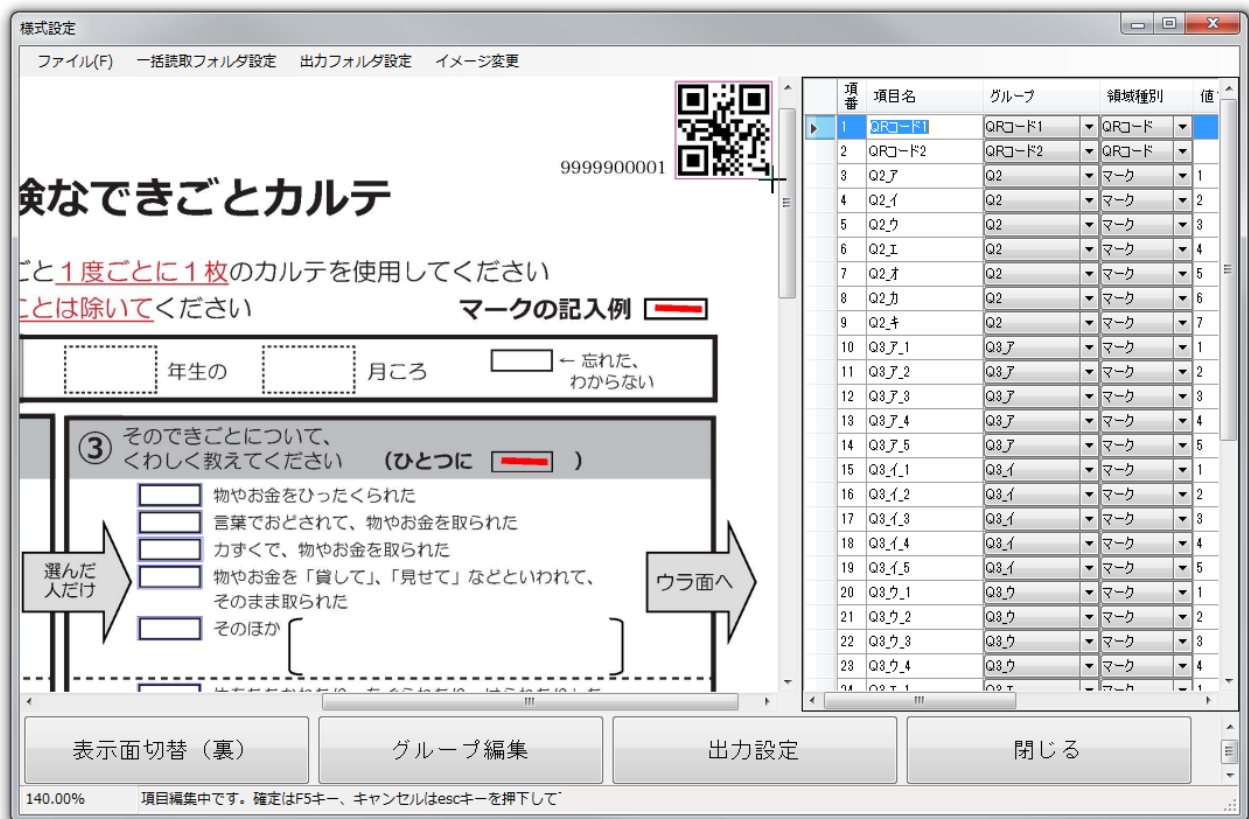 様式設定
ファイル(F) 一括読取フォルダ設定 出力フォルダ設定 イメージ変更
9999900001
険なできごとカルテ
ごと1度ごとに1枚のカルテを使用してください
ことは除いてください マークの記入例
年生の 月ころ ← 忘れた、
わからない
③ そのできごとについて、
くわしく教えてください (ひとつに )
物やお金をひったくられた
言葉でおどされて、物やお金を取られた
力ずくで、物やお金を取られた
物やお金を「貸して」、「見せて」などといわれて、
そのまま取られた
そのほか
選んだ
人だけ
ウラ面へ
項番 項目名 グループ 領域種別 値
1 QRコード1 QRコード1 QRコード
2 QRコード2 QRコード2 QRコード
3 Q2_ア Q2 マーク 1
4 Q2_イ Q2 マーク 2
5 Q2_ウ Q2 マーク 3
6 Q2_エ Q2 マーク 4
7 Q2_オ Q2 マーク 5
8 Q2_カ Q2 マーク 6
9 Q2_キ Q2 マーク 7
10 Q3_ア_1 Q3_ア マーク 1
11 Q3_ア_2 Q3_ア マーク 2
12 Q3_ア_3 Q3_ア マーク 3
13 Q3_ア_4 Q3_ア マーク 4
14 Q3_ア_5 Q3_ア マーク 5
15 Q3_イ_1 Q3_イ マーク 1
16 Q3_イ_2 Q3_イ マーク 2
17 Q3_イ_3 Q3_イ マーク 3
18 Q3_イ_4 Q3_イ マーク 4
19 Q3_イ_5 Q3_イ マーク 5
20 Q3_ウ_1 Q3_ウ マーク 1
21 Q3_ウ_2 Q3_ウ マーク 2
22 Q3_ウ_3 Q3_ウ マーク 3
23 Q3_ウ_4 Q3_ウ マーク 4
24 Q3_エ_1 Q3_エ マーク 1
表示面切替（裏） グループ編集 出力設定 閉じる
140.00% 項目編集中です。確定はF5キー、キャンセルはescキーを押下して